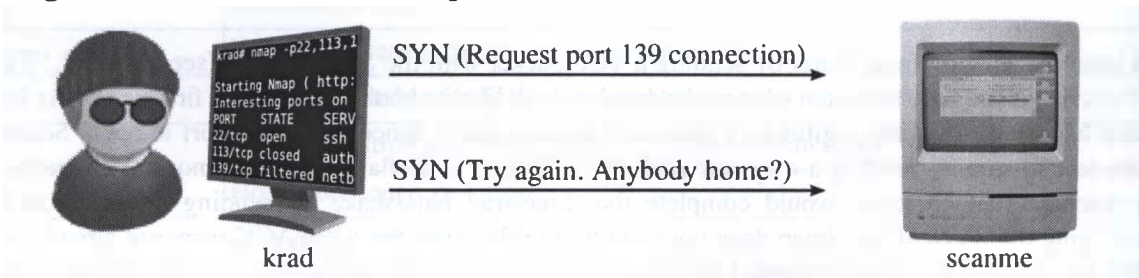 krad# nmap -p22,113,1
Starting Nmap ( http:
Interesting ports on
PORT STATE SERV
22/tcp open ssh
113/tcp closed auth
139/tcp filtered netb
SYN (Request port 139 connection)
SYN (Try again. Anybody home?)
krad
scanme